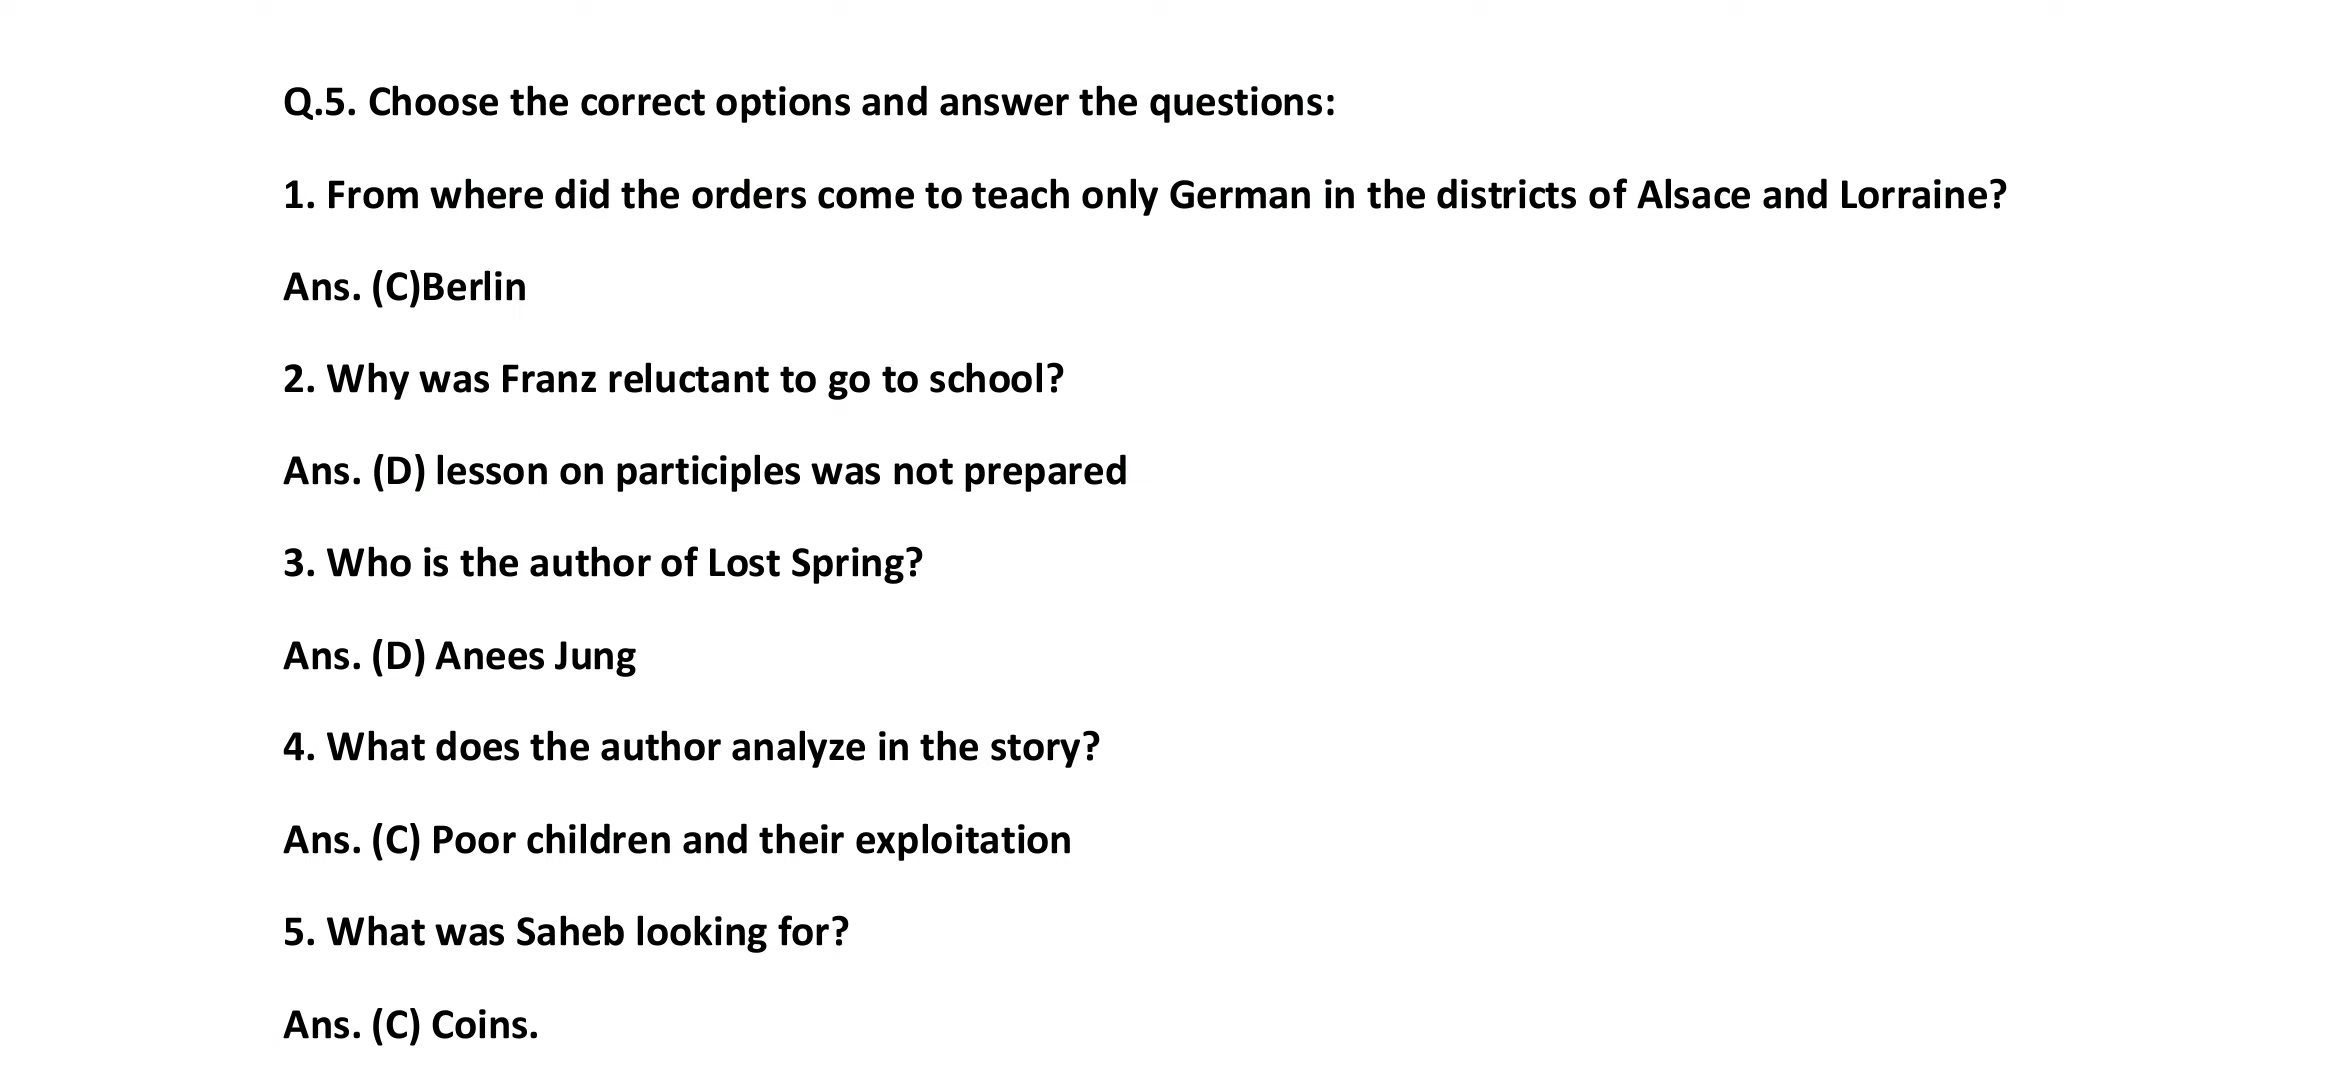 Q.5. Choose the correct options and answer the questions:
1. From where did the orders come to teach only German in the districts of Alsace and Lorraine?
Ans. (C)Berlin
2. Why was Franz reluctant to go to school?
Ans. (D) lesson on participles was not prepared
3. Who is the author of Lost Spring?
Ans. (D) Anees Jung
4. What does the author analyze in the story?
Ans. (C) Poor children and their exploitation
5. What was Saheb looking for?
Ans. (C) Coins.